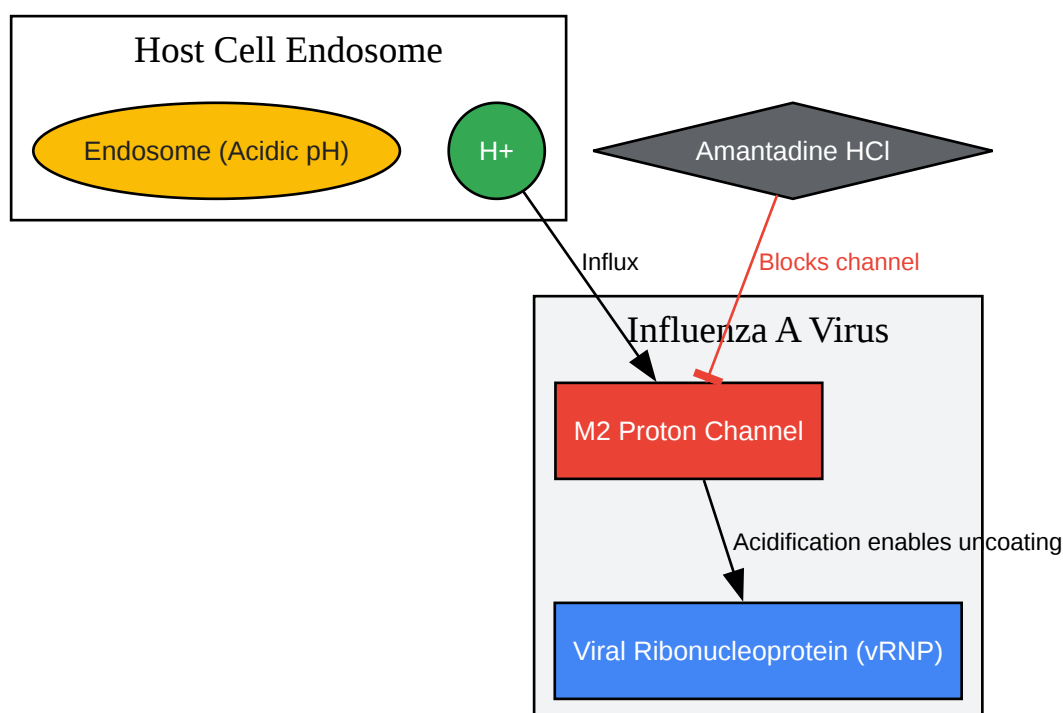 Host Cell Endosome
Endosome (Acidic pH)
H+
Amantadine HCl
Influx
Blocks channel
Influenza A Virus
M2 Proton Channel
Acidification enables uncoating
Viral Ribonucleoprotein (vRNP)